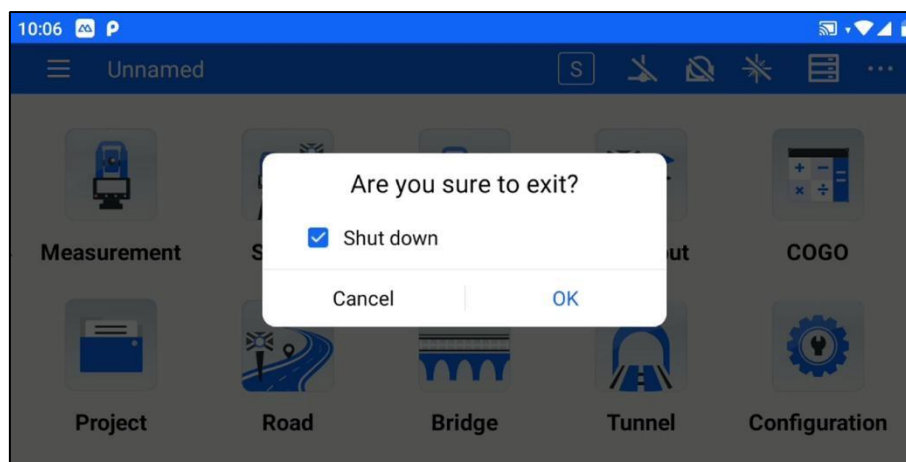 10:06
Unnamed
S
Are you sure to exit?
Shut down
Cancel OK
Measurement S ut COGO
Project Road Bridge Tunnel Configuration